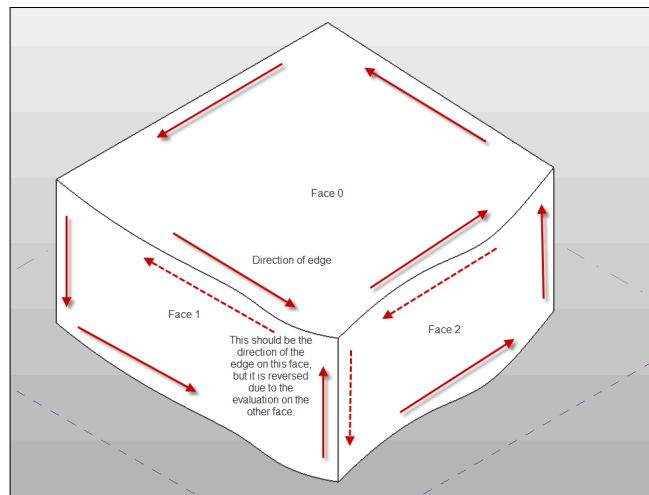 Face 0
Direction of edge
Face 1
This should be the
direction of the
edge on this face,
but it is reversed
due to the
evaluation on the
other face.
Face 2